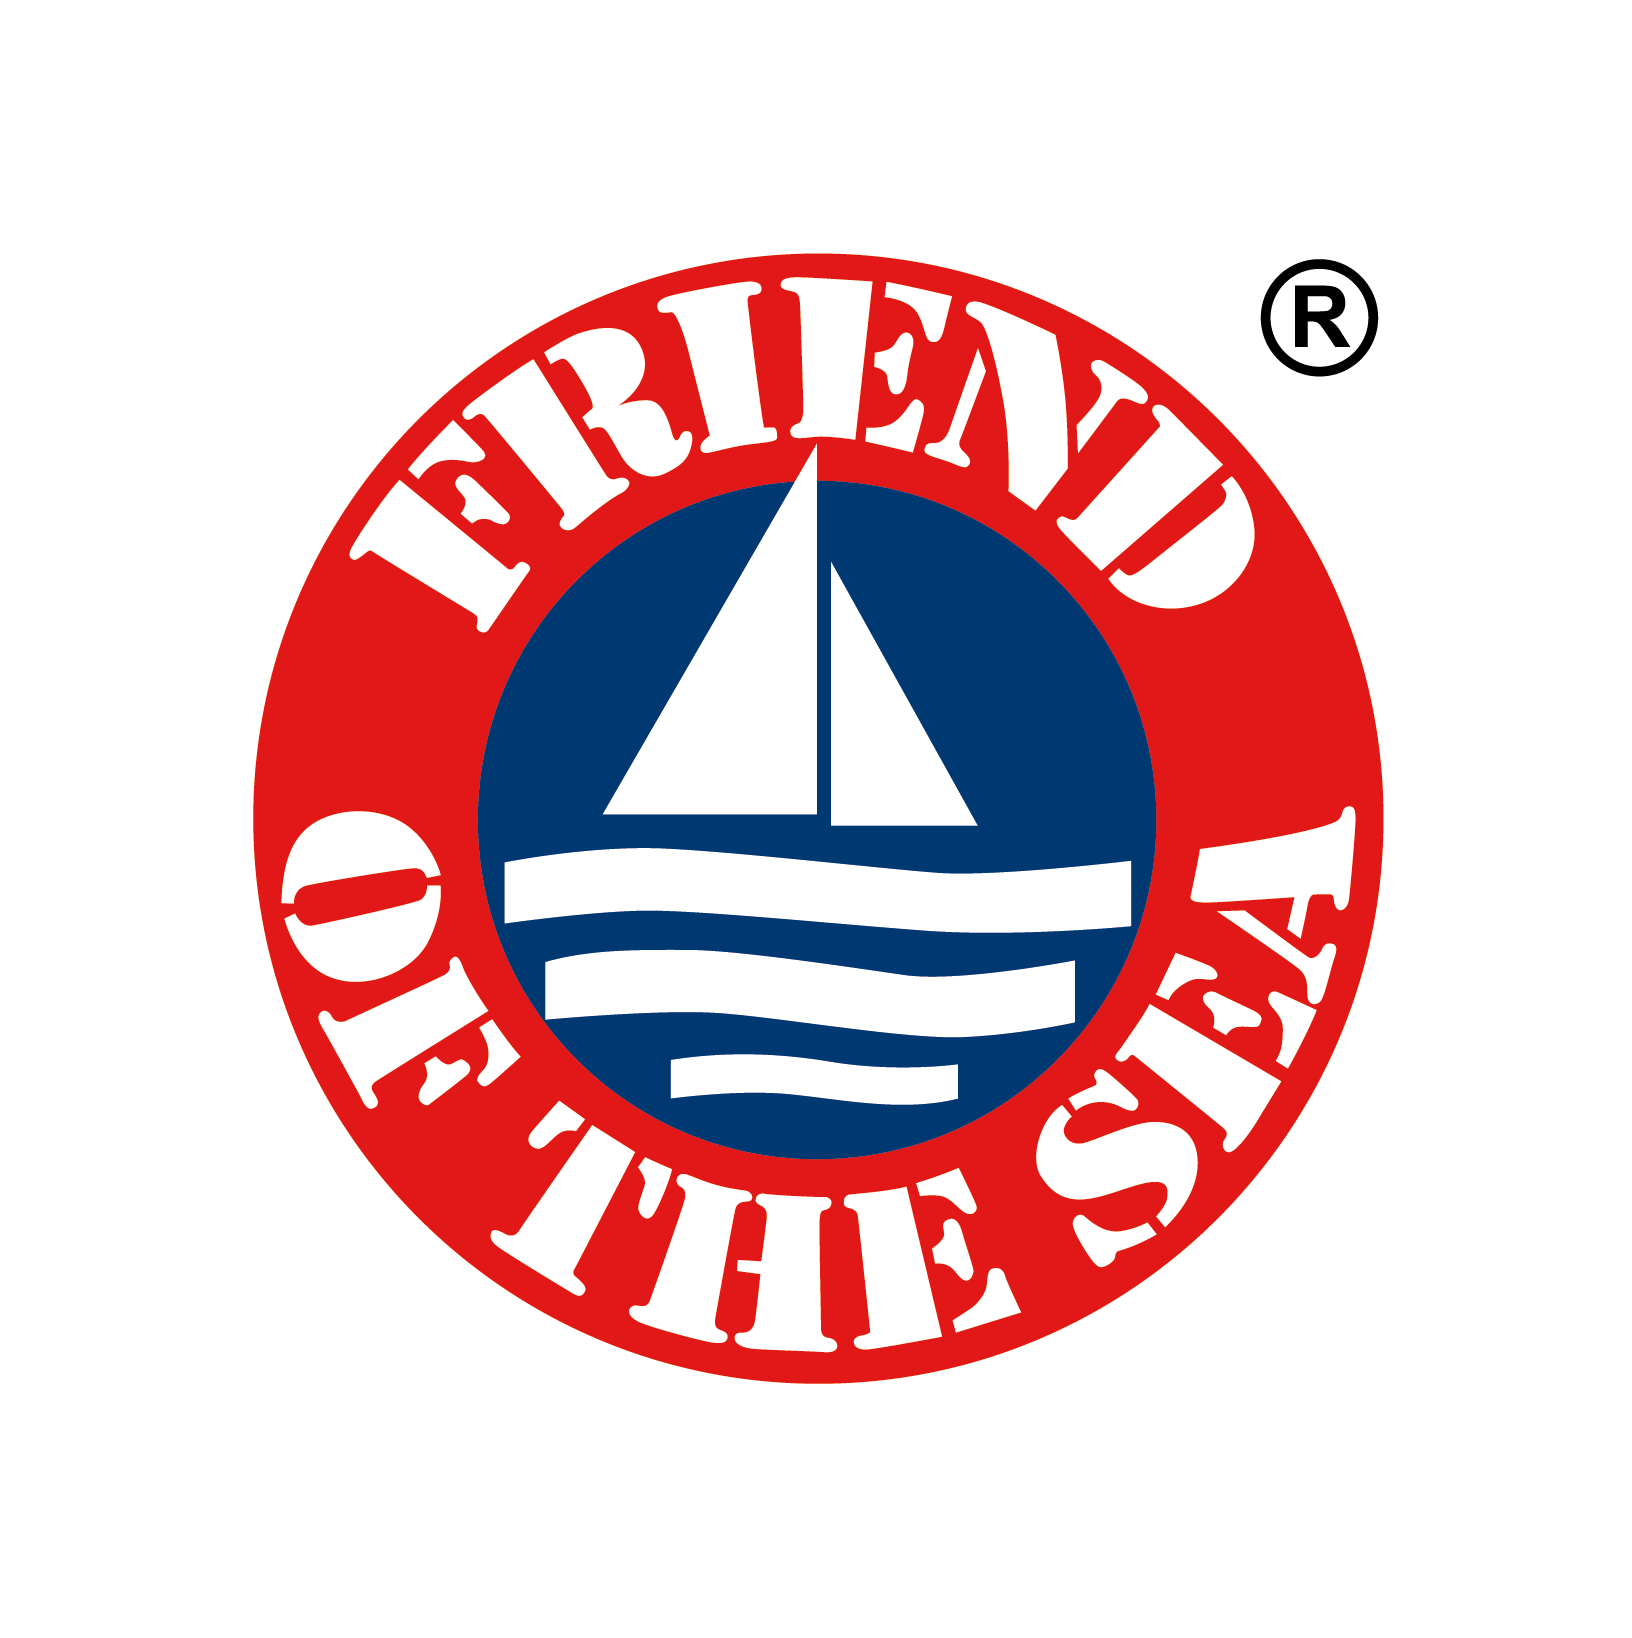 FRIEND
OF THE SEA
®